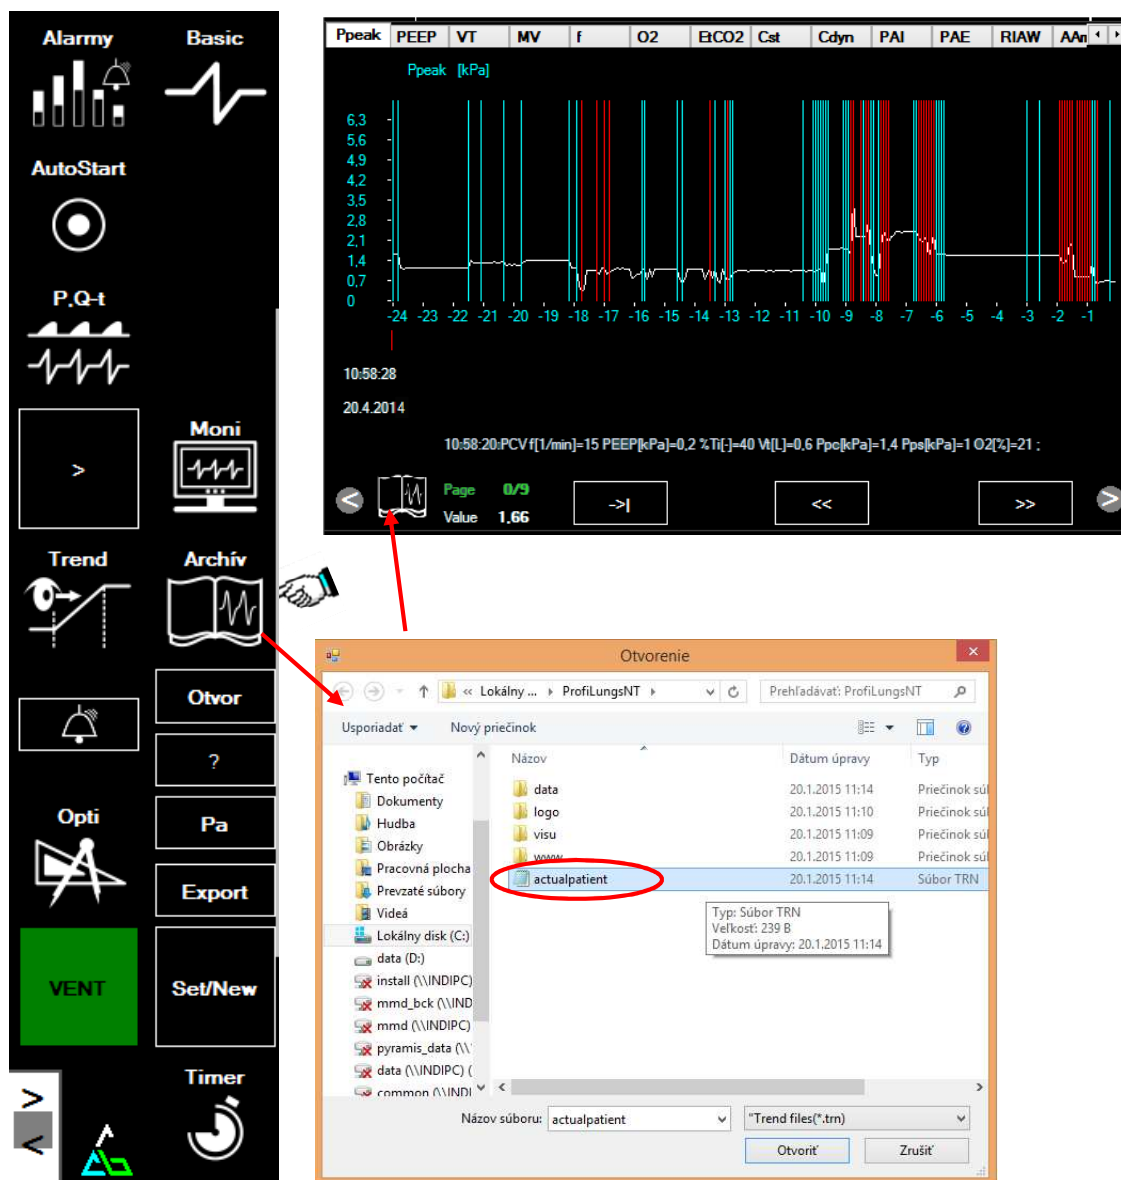 Alarmy Basic
AutoStart
P.Q-t
>
Moni
Trend Archív
Otvor
?
Opti Pa
Export
VENT Set/New
Timer
>
<
Ppeak PEEP VT MV f O2 EtCO2 Cst Cdyn PAI PAE RIAW
Ppeak [kPa]
6,3
5,6
4,9
4,2
3,5
2,8
2,1
1,4
0,7
0
-24 -23 -22 -21 -20 -19 -18 -17 -16 -15 -14 -13 -12 -11 -10 -9 -8 -7 -6 -5 -4 -3 -2 -1
10:58:28
20.4.2014
10:58:20:PCV f[1/min]=15 PEEP[kPa]=0,2 %Ti[-]=40 Vt[L]=0,6 Ppc[kPa]=1,4 Pps[kPa]=1 O2[%]=21 ;
< Page 0/9 ->| << >> >
Value 1,66
Otvorenie
« Lokálny ... ProfiLungsNT Prehľadávať: ProfiLungsNT
Usporiadať Nový priečinok
Názov Dátum úpravy Typ
Tento počítač
Dokumenty
Hudba
Obrázky
Pracovná plocha
Prevzaté súbory
Videá
Lokálny disk (C:)
data (D:)
install (\\INDIPC)
mmd_bck (\\IND
mmd (\\INDIPC)
pyramis_data (\\
data (\\INDIPC) (
common (\\INDI
data 20.1.2015 11:14 Priečinok sú
logo 20.1.2015 11:10 Priečinok sú
visu 20.1.2015 11:09 Priečinok sú
www 20.1.2015 11:09 Priečinok sú
actualpatient 20.1.2015 11:14 Súbor TRN
Typ: Súbor TRN
Veľkosť: 239 B
Dátum úpravy: 20.1.2015 11:14
Názov súboru: actualpatient "Trend files(*.trn)
Otvoriť Zrušiť